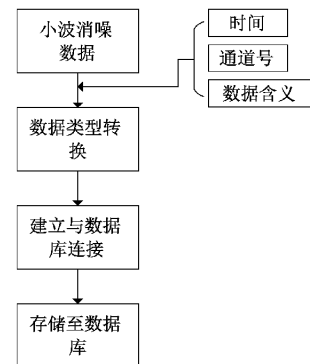 小波消噪
数据
时间
通道号
数据含义
数据类型转
换
建立与数据
库连接
存储至数据
库